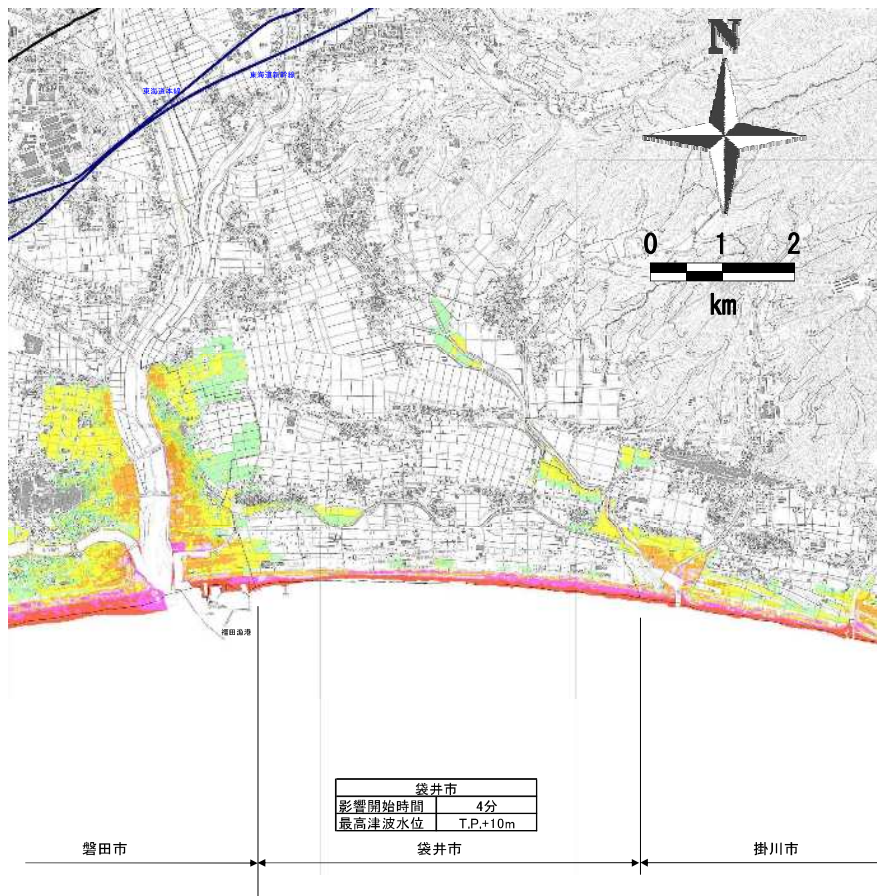 東海道新幹線
東海道本線
N
0 1 2
km
福田漁港
袋井市
影響開始時間 4分
最高津波水位 T.P.+10m
磐田市 袋井市 掛川市